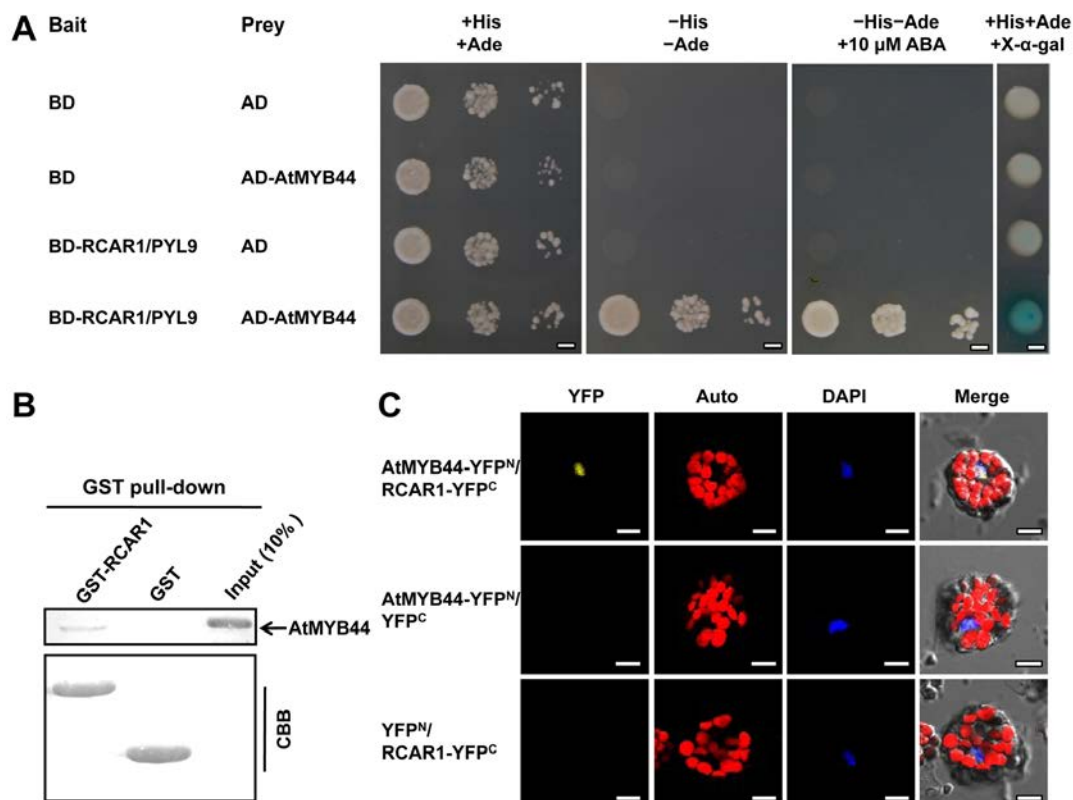 A
Bait
Prey
+His
+Ade
−His
−Ade
−His−Ade
+10 μM ABA
+His+Ade
+X-α-gal
BD
AD
BD
AD-AtMYB44
BD-RCAR1/PYL9
AD
BD-RCAR1/PYL9
AD-AtMYB44
B
GST pull-down
GST-RCAR1
GST
Input (10%)
AtMYB44
CBB
C
YFP
Auto
DAPI
Merge
AtMYB44-YFPᴺ/
RCAR1-YFPᶜ
AtMYB44-YFPᴺ/
YFPᶜ
YFPᴺ/
RCAR1-YFPᶜ